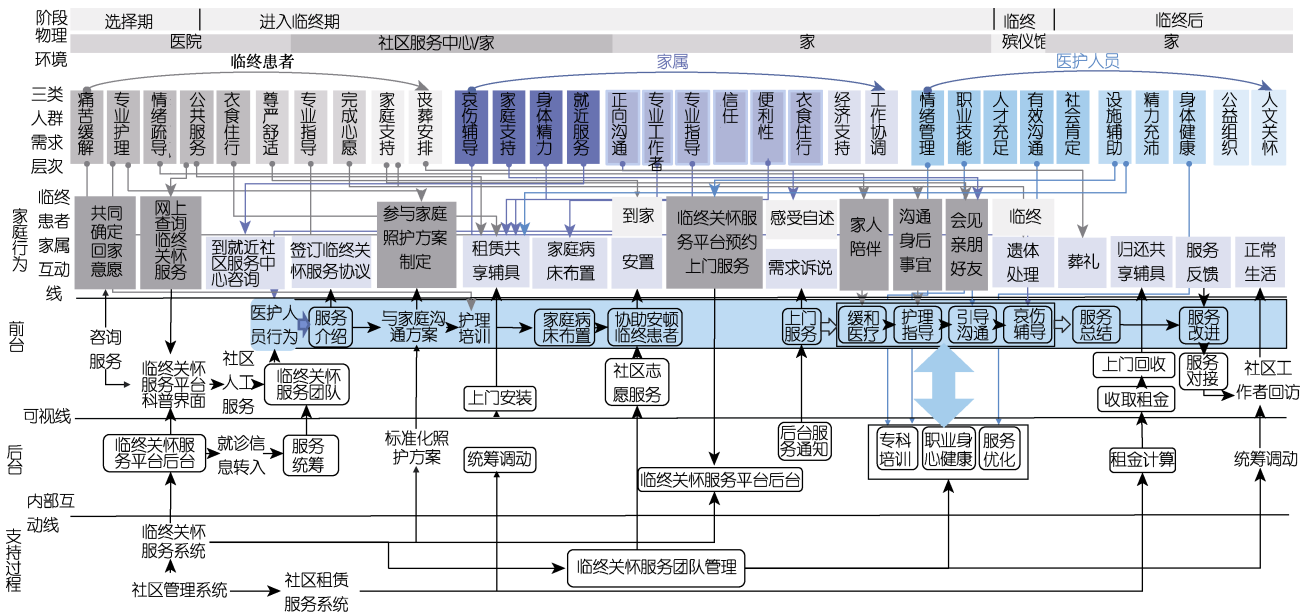 阶段
选择期
进入临终期
临终
临终后
物理
环境
医院
社区服务中心/家
家
殡仪馆
家
临终患者
家属
医护人员
三类
人群
需求
层次
痛苦缓解
专业护理
情绪疏导
公共服务
衣食住行
尊严舒适
专业指导
完成心愿
家庭支持
丧葬安排
哀伤辅导
家庭支持
身体精力
就近服务
正向沟通
专业工作者
专业指导
信任
便利性
衣食住行
经济支持
工作协调
情绪管理
职业技能
人才充足
有效沟通
社会肯定
设施辅助
精力充沛
身体健康
公益组织
人文关怀
家庭行为
临终
患者
家属
互动
线
共同
确定
回家
意愿
网上
查询
临终
关怀
服务
到就近社
区服务中
心咨询
签订临终关
怀服务协议
参与家庭
照护方案
制定
租赁共
享辅具
家庭病
床布置
到家
安置
临终关怀服
务平台预约
上门服务
感受自述
需求诉说
家人
陪伴
沟通
身后
事宜
会见
亲朋
好友
临终
遗体
处理
葬礼
归还共
享辅具
服务
反馈
正常
生活
前台
咨询
服务
临终关怀
服务平台
科普界面
社区
人工
服务
医护人
员行为
临终关怀
服务团队
服务
介绍
与家庭沟
通方案
护理
培训
家庭病
床布置
协助安顿
临终患者
上门
服务
缓和
医疗
护理
指导
引导
沟通
哀伤
辅导
服务
总结
服务
改进
上门安装
社区志
愿服务
上门回收
收取租金
服务
对接
社区工
作者回访
可视线
后台
临终关怀服
务平台后台
就诊信
息转入
服务
统筹
标准化照
护方案
统筹调动
临终关怀服务平台后台
后台服
务通知
专科
培训
职业身
心健康
服务
优化
租金计算
统筹调动
内部互
动线
支持过程
临终关怀
服务系统
社区管理系统
社区租赁
服务系统
临终关怀服务团队管理